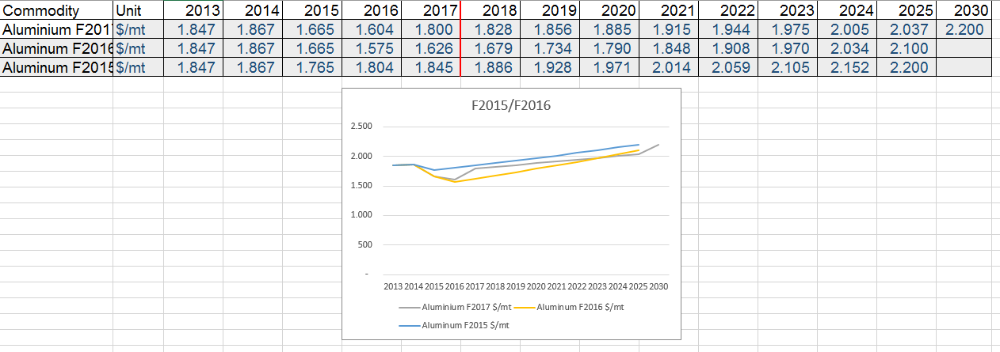 Commodity Unit 2013 2014 2015 2016 2017 2018 2019 2020 2021 2022 2023 2024 2025 2030
Aluminium F2017 $/mt 1.847 1.867 1.665 1.604 1.800 1.828 1.856 1.885 1.915 1.944 1.975 2.005 2.037 2.200
Aluminum F2016 $/mt 1.847 1.867 1.665 1.575 1.626 1.679 1.734 1.790 1.848 1.908 1.970 2.034 2.100
Aluminum F2015 $/mt 1.847 1.867 1.765 1.804 1.845 1.886 1.928 1.971 2.014 2.059 2.105 2.152 2.200
F2015/F2016
2.500
2.000
1.500
1.000
500
-
2013 2014 2015 2016 2017 2018 2019 2020 2021 2022 2023 2024 2025 2030
Aluminium F2017 $/mt Aluminum F2016 $/mt
Aluminum F2015 $/mt